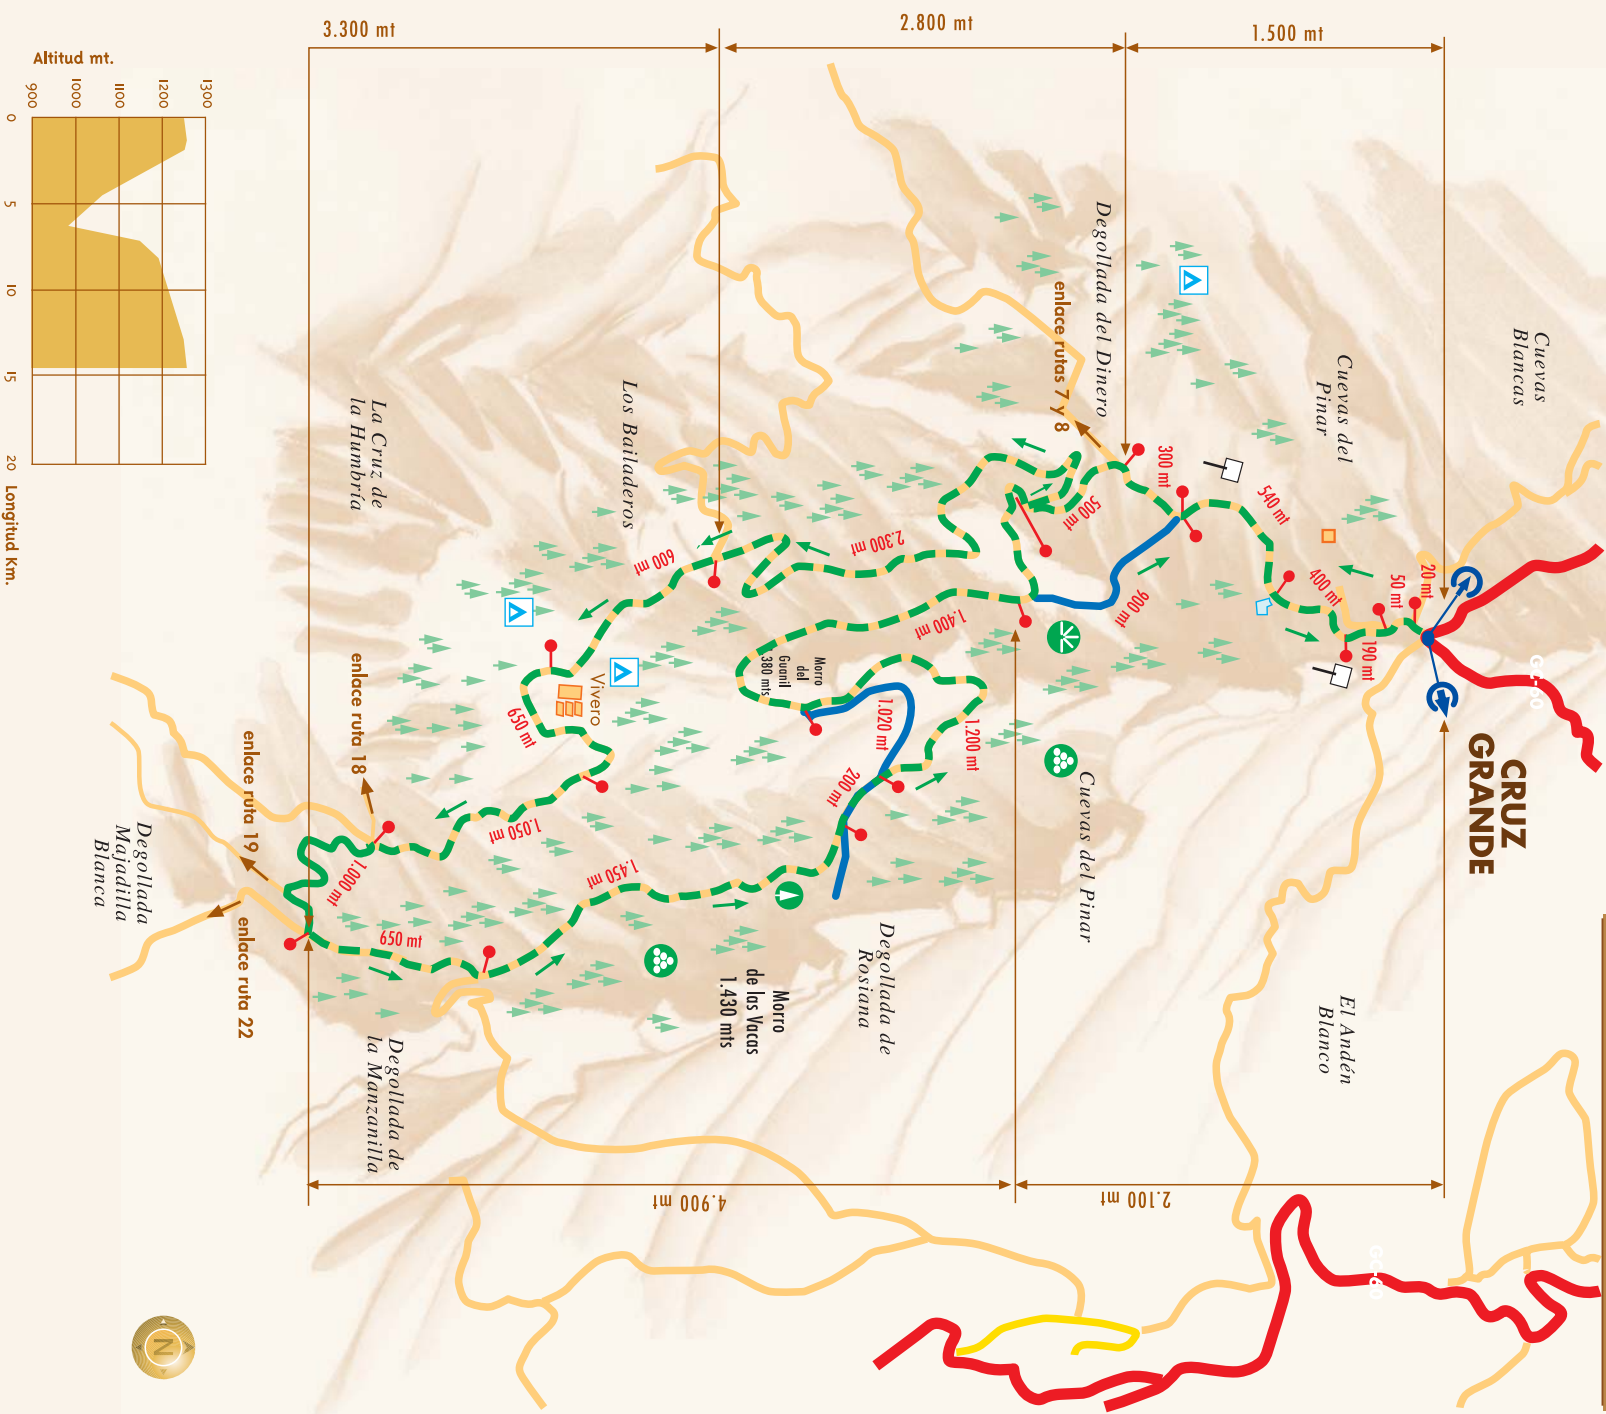 3.300 mt
2.800 mt
1.500 mt
Altitud mt.
1300
1200
1100
1000
900
0
5
10
15
20
Longitud Km.
CRUZ
GRANDE
GC-60
GC-60
Cuevas
Blancas
Cuevas del
Pinar
Degollada del Dinero
enlace rutas 7 y 8
Los Bailaderos
La Cruz de
la Humbría
20 mt
50 mt
190 mt
400 mt
540 mt
300 mt
500 mt
900 mt
2.300 mt
600 mt
1.400 mt
Morro
del
Guanil
380 mts
1.020 mt
1.200 mt
200 mt
Vivero
650 mt
1.050 mt
1.000 mt
650 mt
1.450 mt
enlace ruta 18
enlace ruta 19
enlace ruta 22
Degollada
Majadilla
Blanca
Degollada de
la Manzanilla
Morro
de las Vacas
1.430 mts
Degollada de
Rosiana
Cuevas del Pinar
El Andén
Blanco
4.900 mt
2.100 mt
N